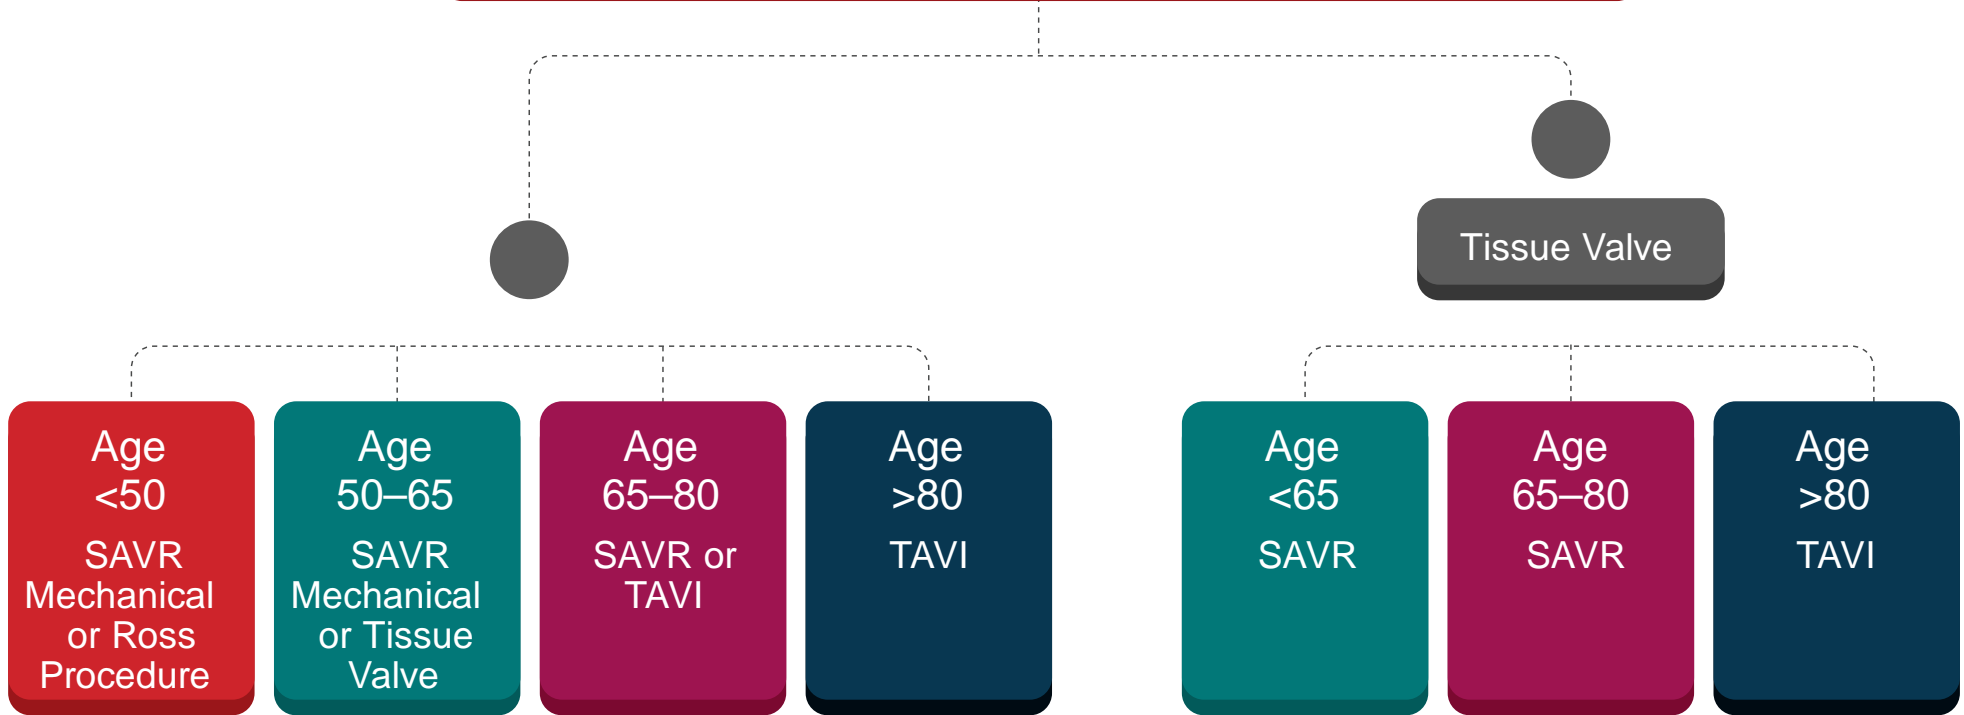 Tissue Valve
Age
<50
SAVR
Mechanical
or Ross
Procedure
Age
50–65
SAVR
Mechanical
or Tissue
Valve
Age
65–80
SAVR or
TAVI
Age
>80
TAVI
Age
<65
SAVR
Age
65–80
SAVR
Age
>80
TAVI